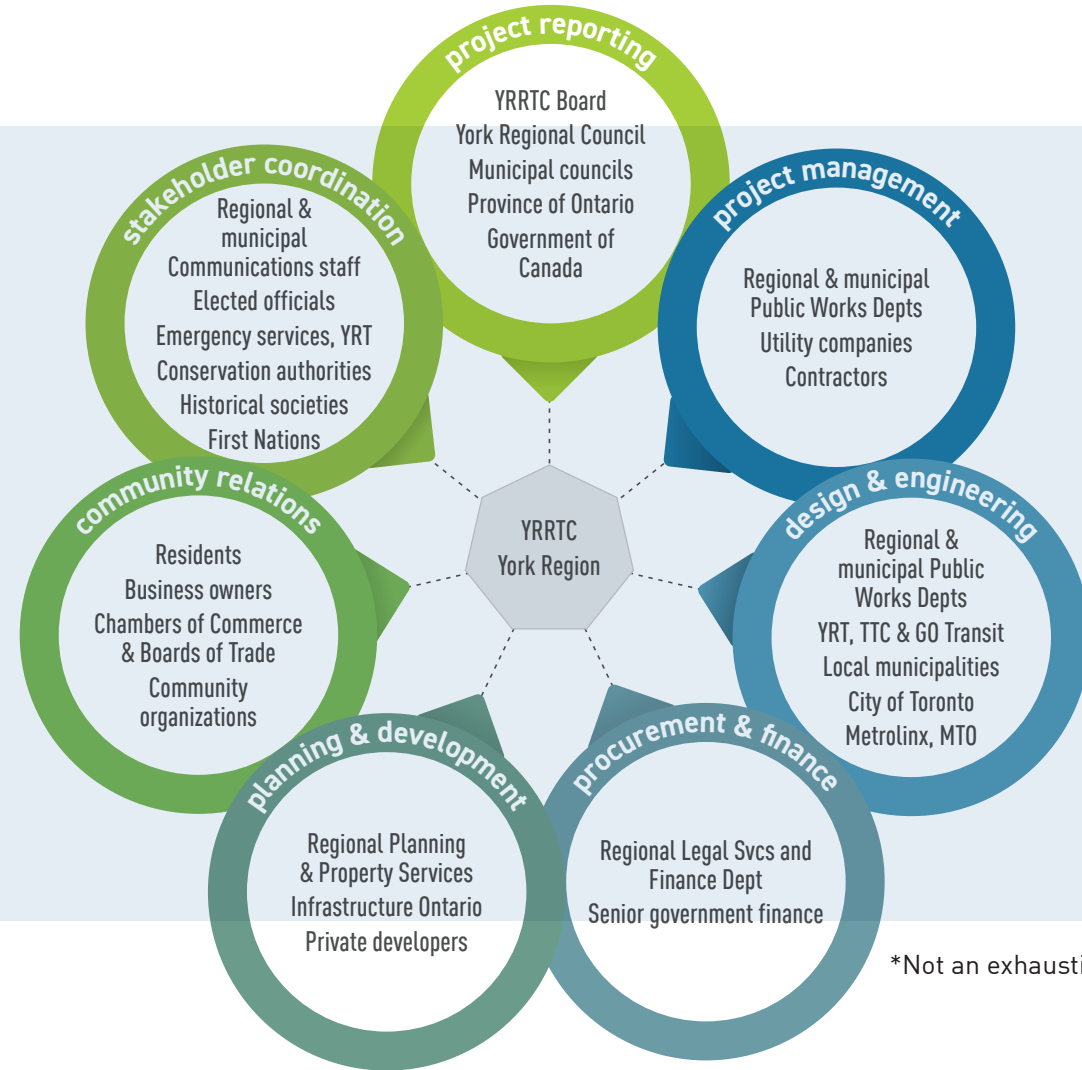 project reporting
YRRTC Board
York Regional Council
Municipal councils
Province of Ontario
Government of
Canada
project management
Regional & municipal
Public Works Depts
Utility companies
Contractors
design & engineering
Regional &
municipal Public
Works Depts
YRT, TTC & GO Transit
Local municipalities
City of Toronto
Metrolinx, MTO
procurement & finance
Regional Legal Svcs and
Finance Dept
Senior government finance
planning & development
Regional Planning
& Property Services
Infrastructure Ontario
Private developers
community relations
Residents
Business owners
Chambers of Commerce
& Boards of Trade
Community
organizations
stakeholder coordination
Regional &
municipal
Communications staff
Elected officials
Emergency services, YRT
Conservation authorities
Historical societies
First Nations
YRRTC
York Region
*Not an exhausti